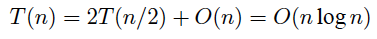 T(n) = 2T(n/2) + O(n) = O(n log n)